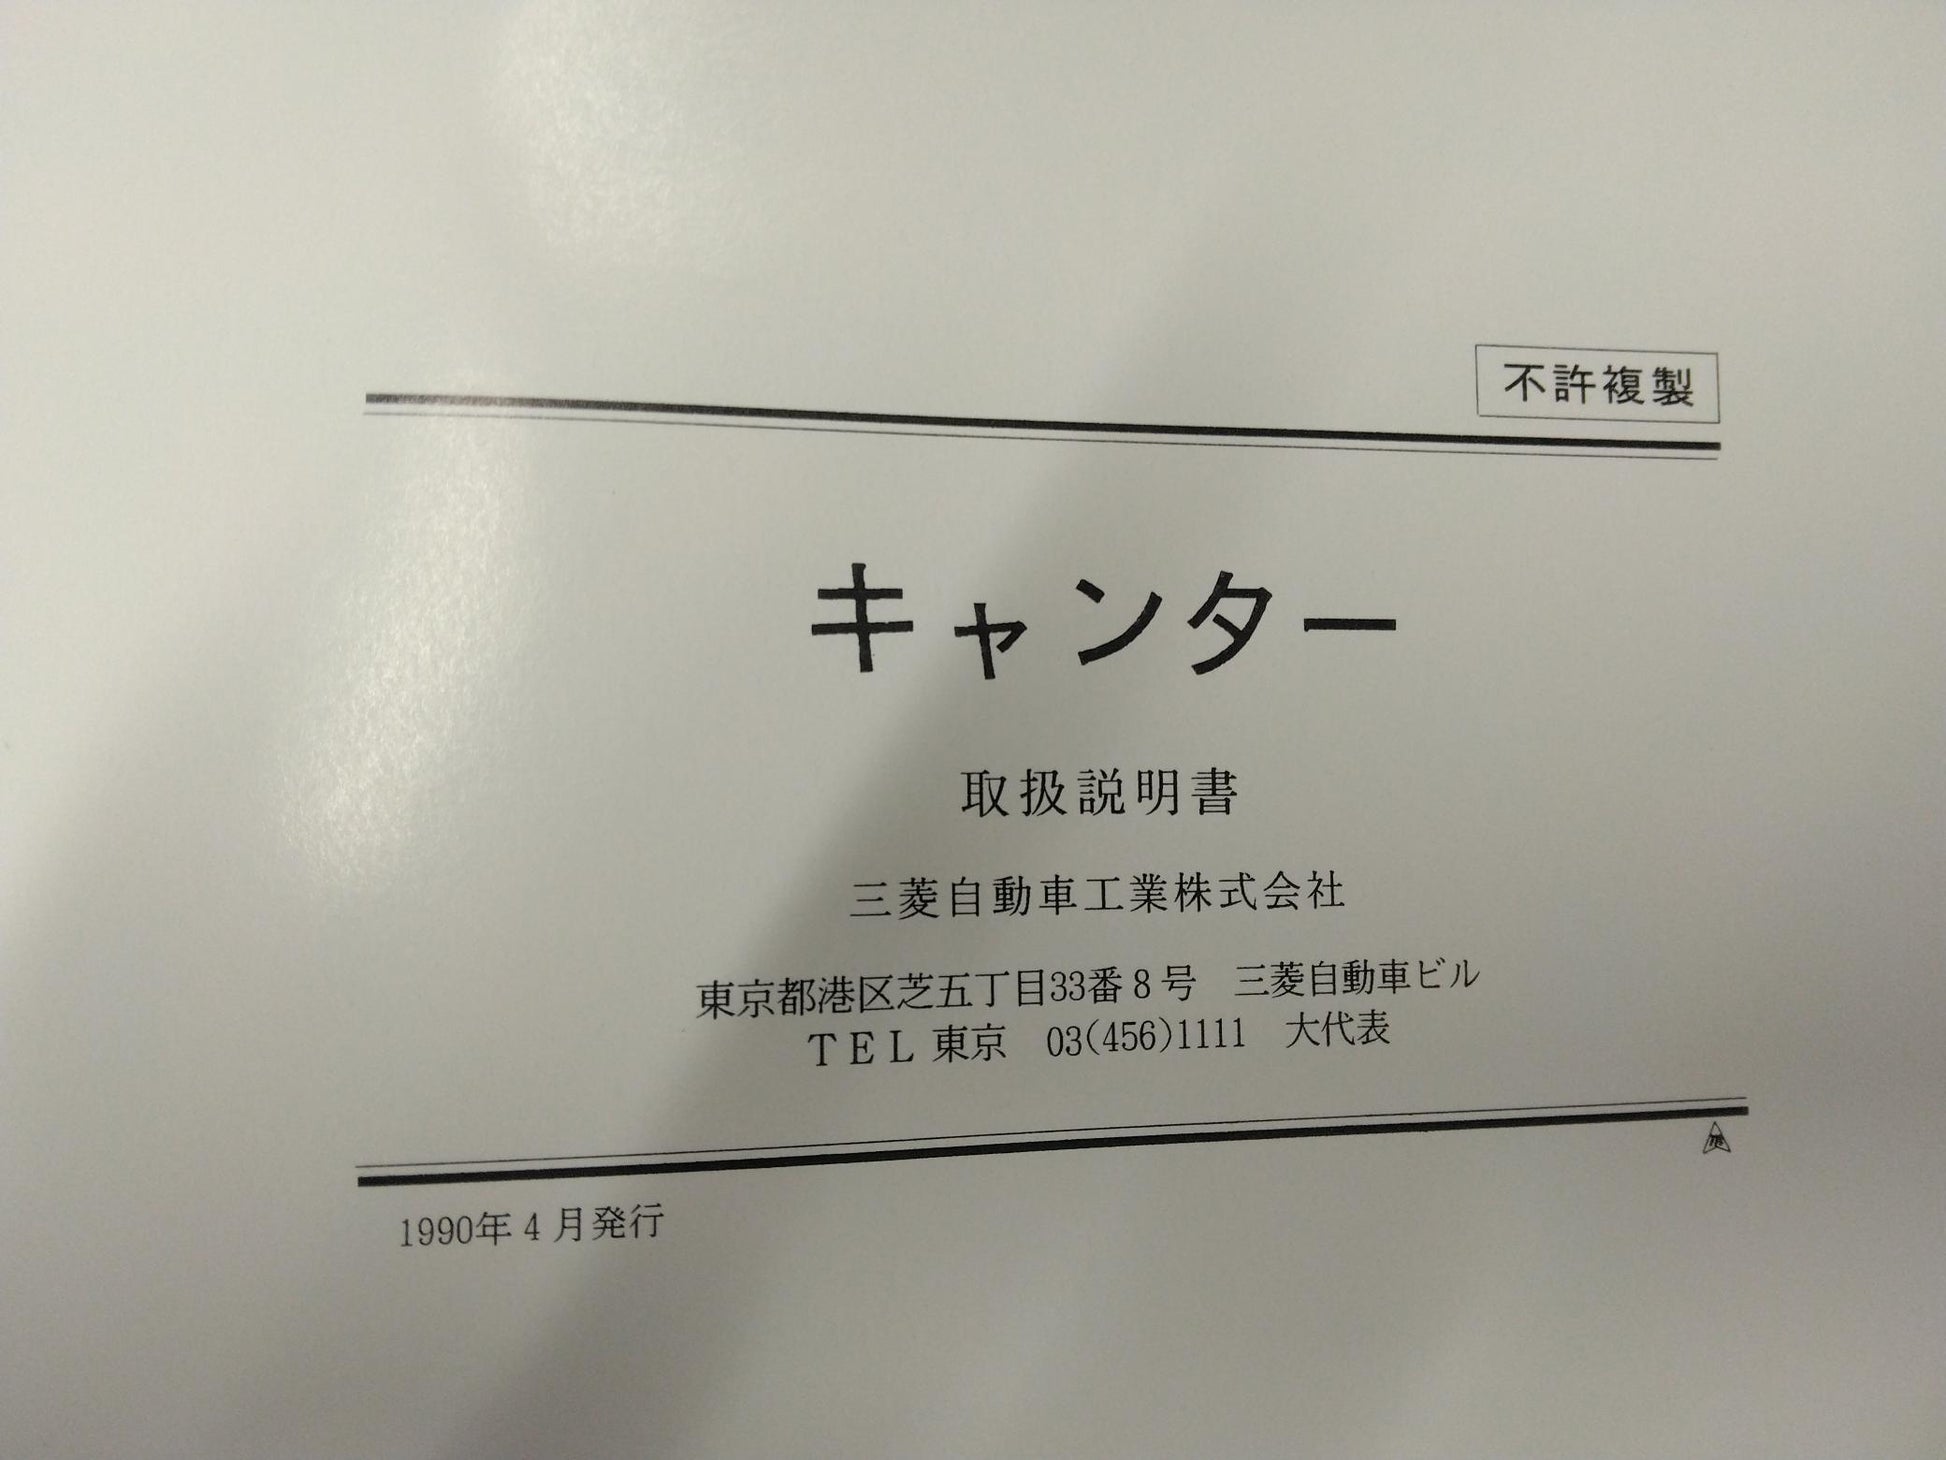 不許複製
キャンター
取扱説明書
三菱自動車工業株式会社
東京都港区芝五丁目33番8号　三菱自動車ビル
TEL 東京　03(456)1111　大代表
1990年4月発行